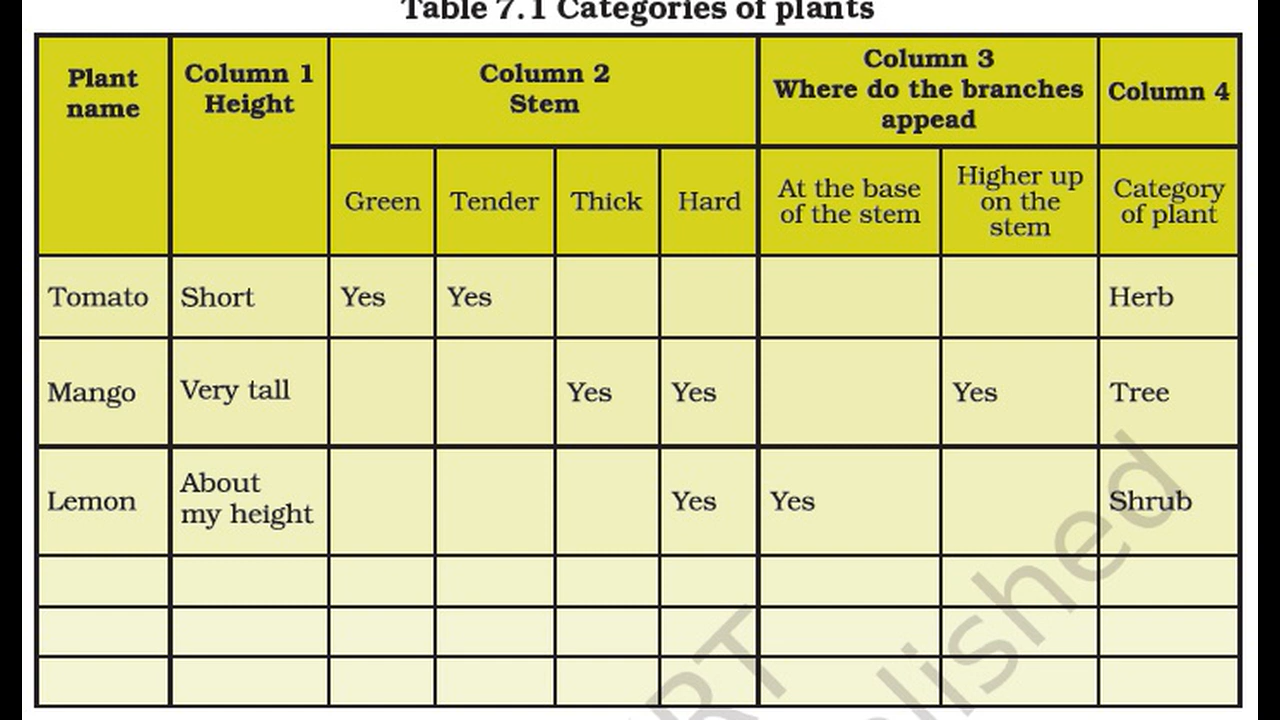 Table 7.1 Categories of plants
Plant
name
Column 1
Height
Column 2
Stem
Column 3
Where do the branches
appead
Column 4
Green
Tender
Thick
Hard
At the base
of the stem
Higher up
on the
stem
Category
of plant
Tomato
Short
Yes
Yes
Herb
Mango
Very tall
Yes
Yes
Yes
Tree
Lemon
About
my height
Yes
Yes
Shrub